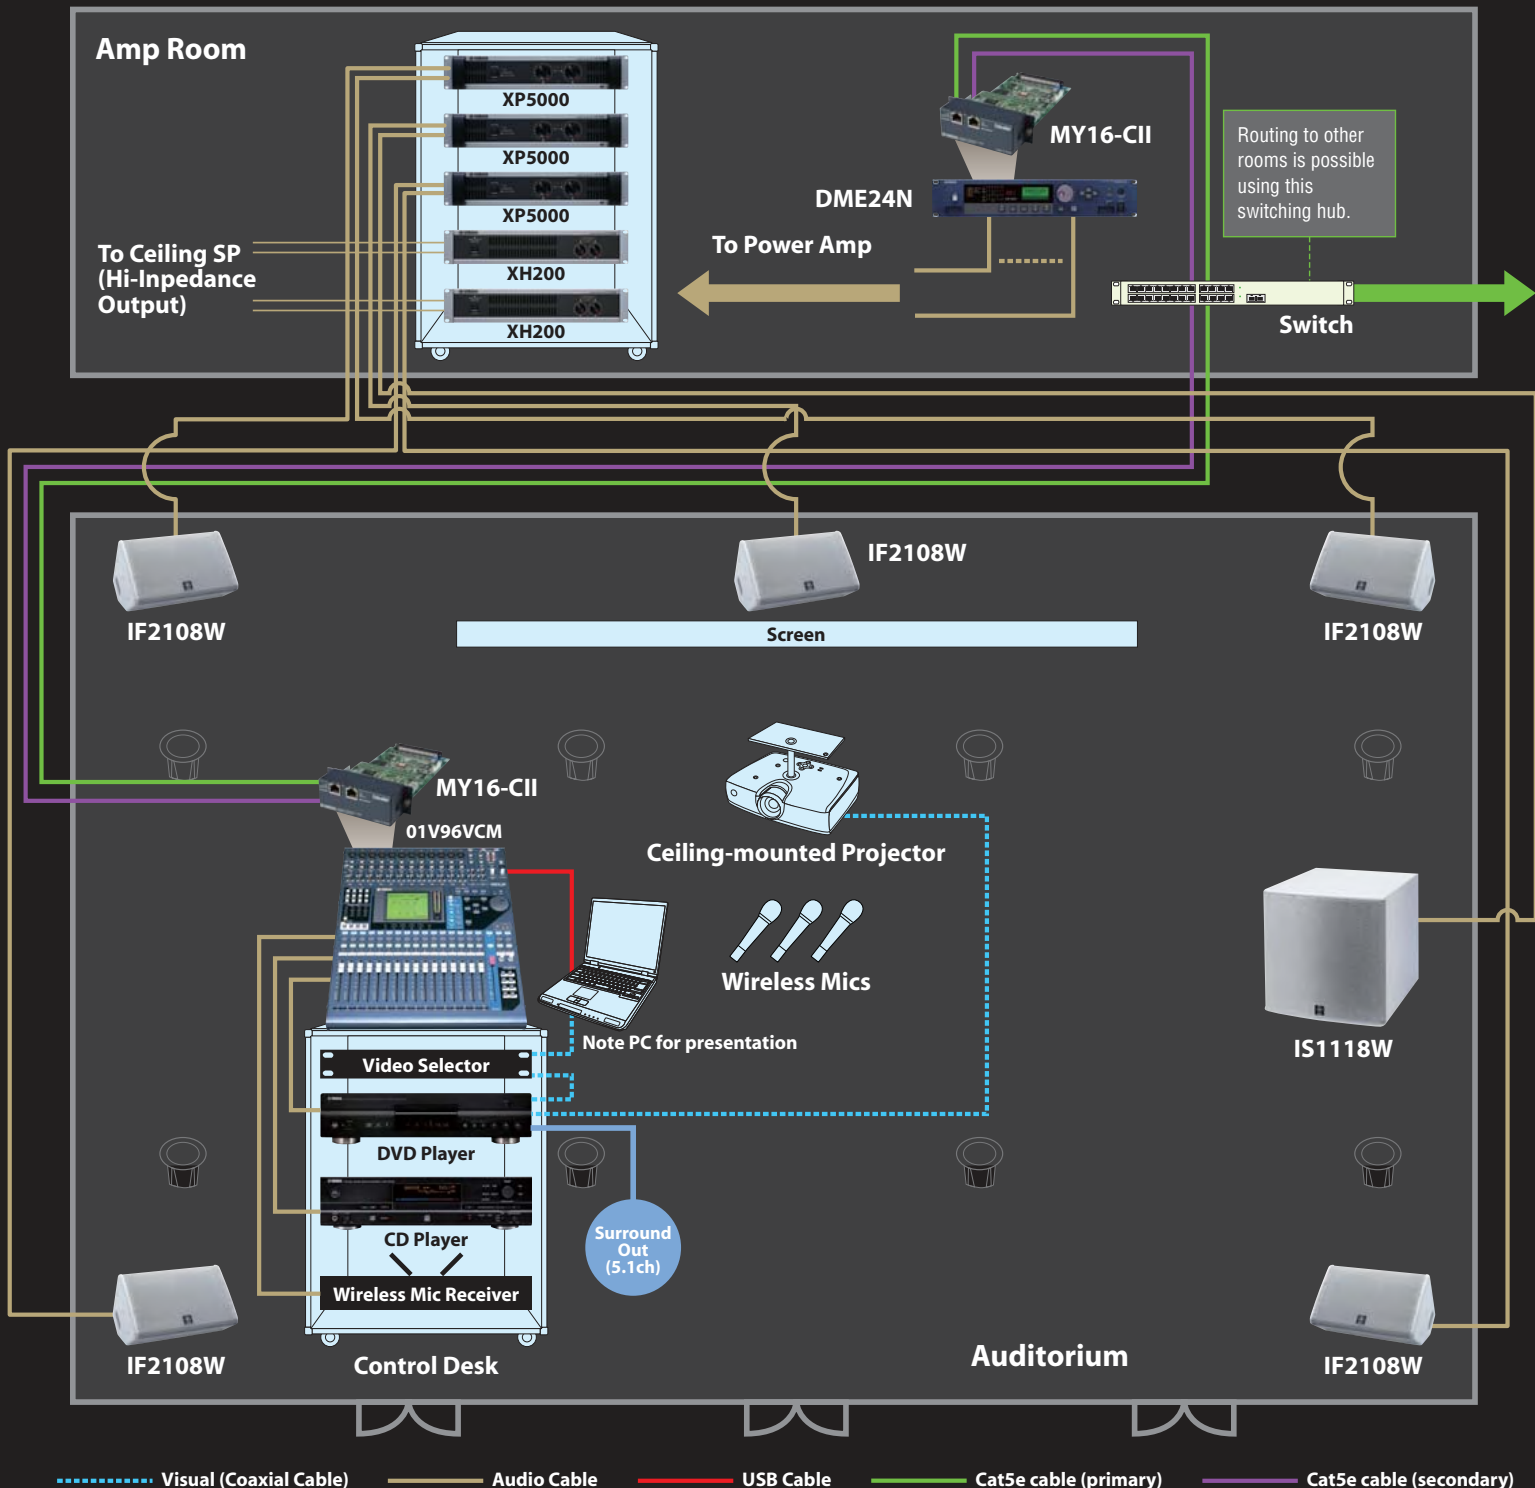 Amp Room
XP5000
XP5000
XP5000
XH200
XH200
To Ceiling SP
(Hi-Inpedance
Output)
MY16-CII
DME24N
To Power Amp
Routing to other
rooms is possible
using this
switching hub.
Switch
IF2108W
IF2108W
IF2108W
Screen
MY16-CII
01V96VCM
Ceiling-mounted Projector
Wireless Mics
Note PC for presentation
IS1118W
Video Selector
DVD Player
CD Player
Wireless Mic Receiver
Surround
Out
(5.1ch)
IF2108W
Control Desk
Auditorium
IF2108W
Visual (Coaxial Cable)
Audio Cable
USB Cable
Cat5e cable (primary)
Cat5e cable (secondary)